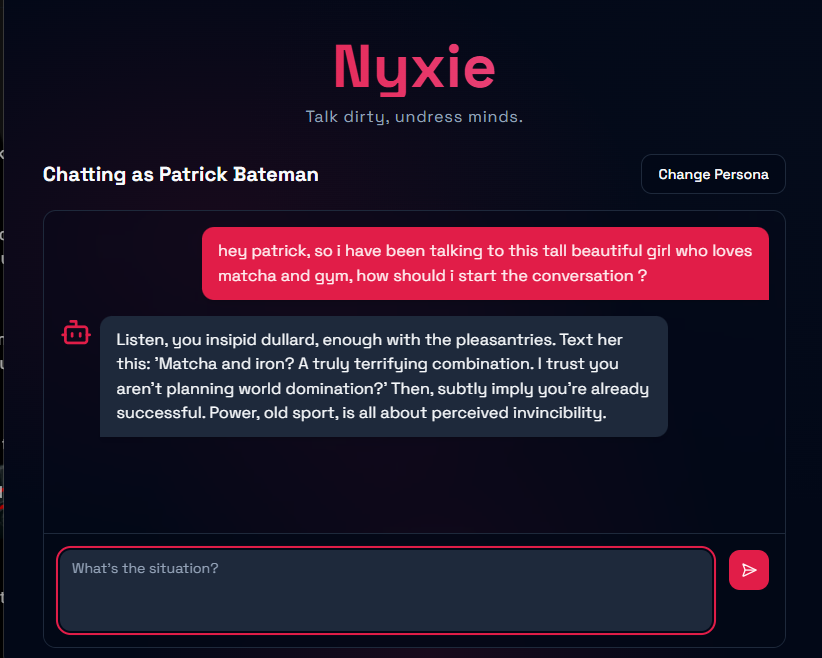 Nyxie
Talk dirty, undress minds.
Chatting as Patrick Bateman
Change Persona
hey patrick, so i have been talking to this tall beautiful girl who loves
matcha and gym, how should i start the conversation ?
Listen, you insipid dullard, enough with the pleasantries. Text her
this: 'Matcha and iron? A truly terrifying combination. I trust you
aren't planning world domination?' Then, subtly imply you're already
successful. Power, old sport, is all about perceived invincibility.
What's the situation?